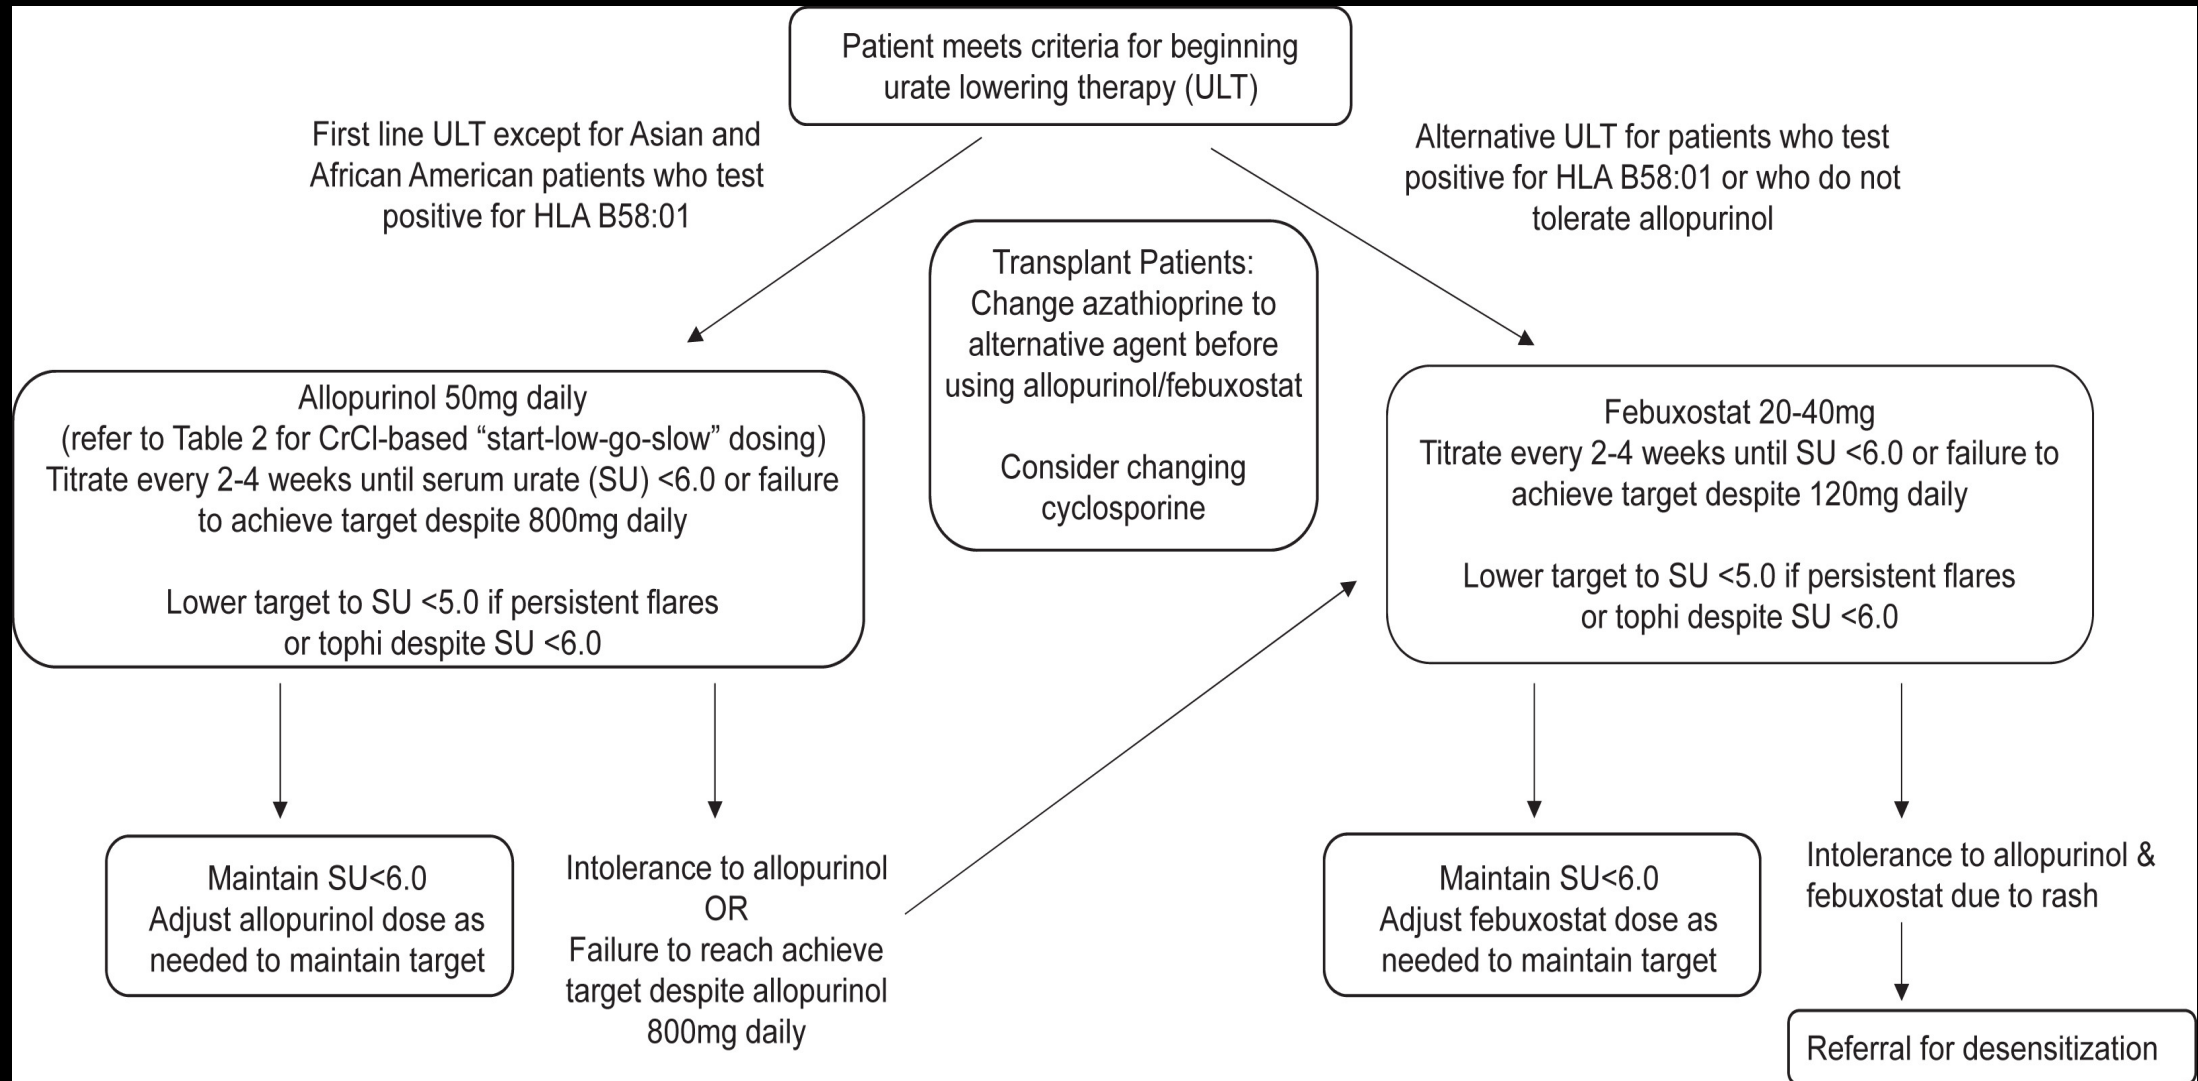 Patient meets criteria for beginning
urate lowering therapy (ULT)
First line ULT except for Asian and
African American patients who test
positive for HLA B58:01
Alternative ULT for patients who test
positive for HLA B58:01 or who do not
tolerate allopurinol
Transplant Patients:
Change azathioprine to
alternative agent before
using allopurinol/febuxostat
Consider changing
cyclosporine
Allopurinol 50mg daily
(refer to Table 2 for CrCl-based “start-low-go-slow” dosing)
Titrate every 2-4 weeks until serum urate (SU) <6.0 or failure
to achieve target despite 800mg daily
Lower target to SU <5.0 if persistent flares
or tophi despite SU <6.0
Febuxostat 20-40mg
Titrate every 2-4 weeks until SU <6.0 or failure to
achieve target despite 120mg daily
Lower target to SU <5.0 if persistent flares
or tophi despite SU <6.0
Maintain SU<6.0
Adjust allopurinol dose as
needed to maintain target
Intolerance to allopurinol
OR
Failure to reach achieve
target despite allopurinol
800mg daily
Maintain SU<6.0
Adjust febuxostat dose as
needed to maintain target
Intolerance to allopurinol &
febuxostat due to rash
Referral for desensitization